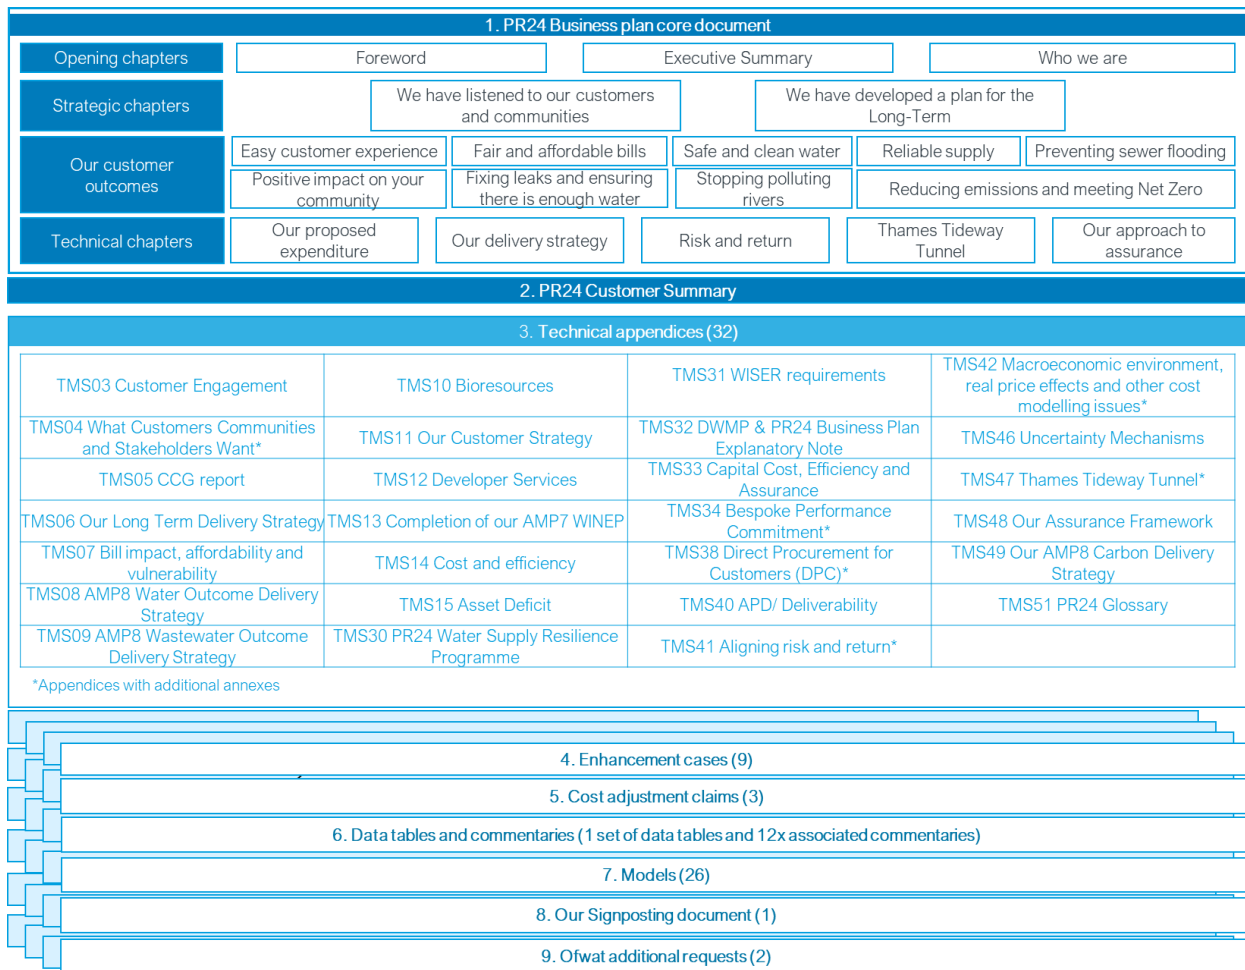 1. PR24 Business plan core document
Opening chapters
Foreword
Executive Summary
Who we are
Strategic chapters
We have listened to our customers
and communities
We have developed a plan for the
Long-Term
Our customer
outcomes
Easy customer experience
Fair and affordable bills
Safe and clean water
Reliable supply
Preventing sewer flooding
Positive impact on your
community
Fixing leaks and ensuring
there is enough water
Stopping polluting
rivers
Reducing emissions and meeting Net Zero
Technical chapters
Our proposed
expenditure
Our delivery strategy
Risk and return
Thames Tideway
Tunnel
Our approach to
assurance
2. PR24 Customer Summary
3. Technical appendices (32)
TMS03 Customer Engagement
TMS10 Bioresources
TMS31 WISER requirements
TMS42 Macroeconomic environment,
real price effects and other cost
modelling issues*
TMS04 What Customers Communities
and Stakeholders Want*
TMS11 Our Customer Strategy
TMS32 DWMP & PR24 Business Plan
Explanatory Note
TMS46 Uncertainty Mechanisms
TMS05 CCG report
TMS12 Developer Services
TMS33 Capital Cost, Efficiency and
Assurance
TMS47 Thames Tideway Tunnel*
TMS06 Our Long Term Delivery Strategy
TMS13 Completion of our AMP7 WINEP
TMS34 Bespoke Performance
Commitment*
TMS48 Our Assurance Framework
TMS07 Bill impact, affordability and
vulnerability
TMS14 Cost and efficiency
TMS38 Direct Procurement for
Customers (DPC)*
TMS49 Our AMP8 Carbon Delivery
Strategy
TMS08 AMP8 Water Outcome Delivery
Strategy
TMS15 Asset Deficit
TMS40 APD/ Deliverability
TMS51 PR24 Glossary
TMS09 AMP8 Wastewater Outcome
Delivery Strategy
TMS30 PR24 Water Supply Resilience
Programme
TMS41 Aligning risk and return*
*Appendices with additional annexes
4. Enhancement cases (9)
5. Cost adjustment claims (3)
6. Data tables and commentaries (1 set of data tables and 12x associated commentaries)
7. Models (26)
8. Our Signposting document (1)
9. Ofwat additional requests (2)